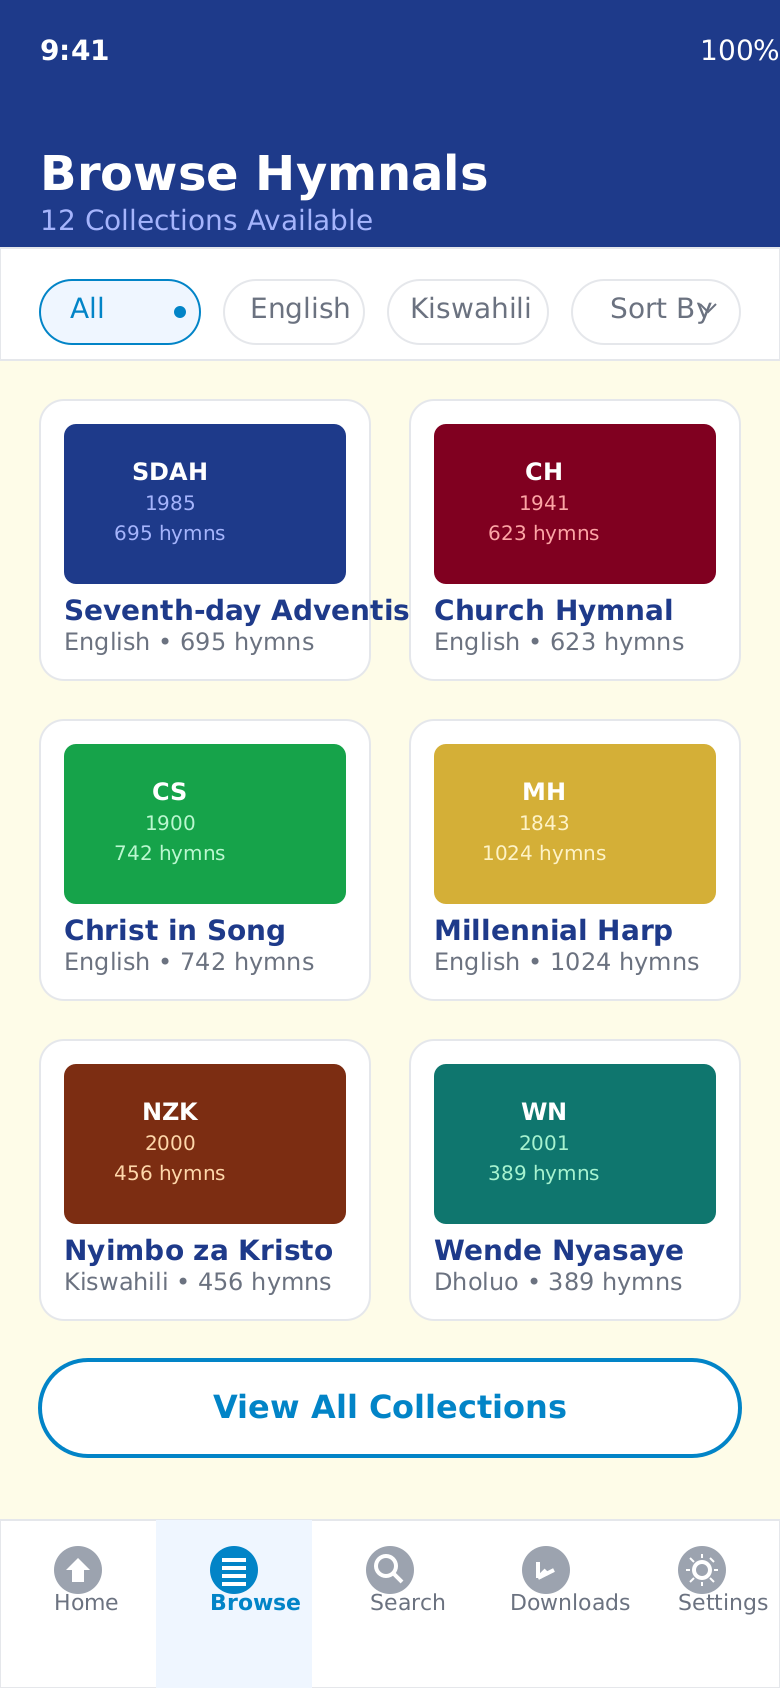 9:41
100%
Browse Hymnals
12 Collections Available
All
English
Kiswahili
Sort By
SDAH
1985
695 hymns
Seventh-day Adventis
English • 695 hymns
CH
1941
623 hymns
Church Hymnal
English • 623 hymns
CS
1900
742 hymns
Christ in Song
English • 742 hymns
MH
1843
1024 hymns
Millennial Harp
English • 1024 hymns
NZK
2000
456 hymns
Nyimbo za Kristo
Kiswahili • 456 hymns
WN
2001
389 hymns
Wende Nyasaye
Dholuo • 389 hymns
View All Collections
Home
Browse
Search
Downloads
Settings